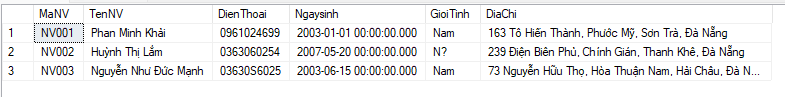 MaNV TenNV DienThoai Ngaysinh GioiTinh DiaChi
1 NV001 Phan Minh Khải 0961024699 2003-01-01 00:00:00.000 Nam 163 Tô Hiến Thành, Phước Mỹ, Sơn Trà, Đà Nẵng
2 NV002 Huỳnh Thị Lắm 0363060254 2007-05-20 00:00:00.000 N? 239 Điện Biên Phủ, Chính Gián, Thanh Khê, Đà Nẵng
3 NV003 Nguyễn Như Đức Mạnh 03630S6025 2003-06-15 00:00:00.000 Nam 73 Nguyễn Hữu Thọ, Hòa Thuận Nam, Hải Châu, Đà N...